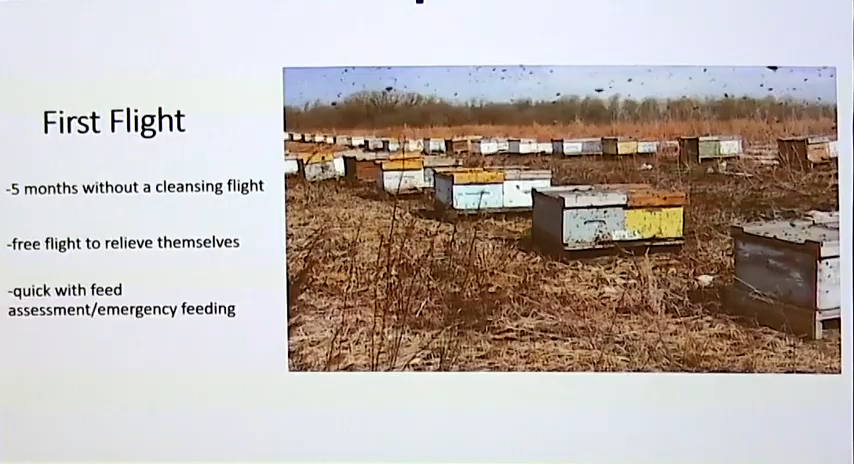 First Flight
-5 months without a cleansing flight
-free flight to relieve themselves
-quick with feed
assessment/emergency feeding